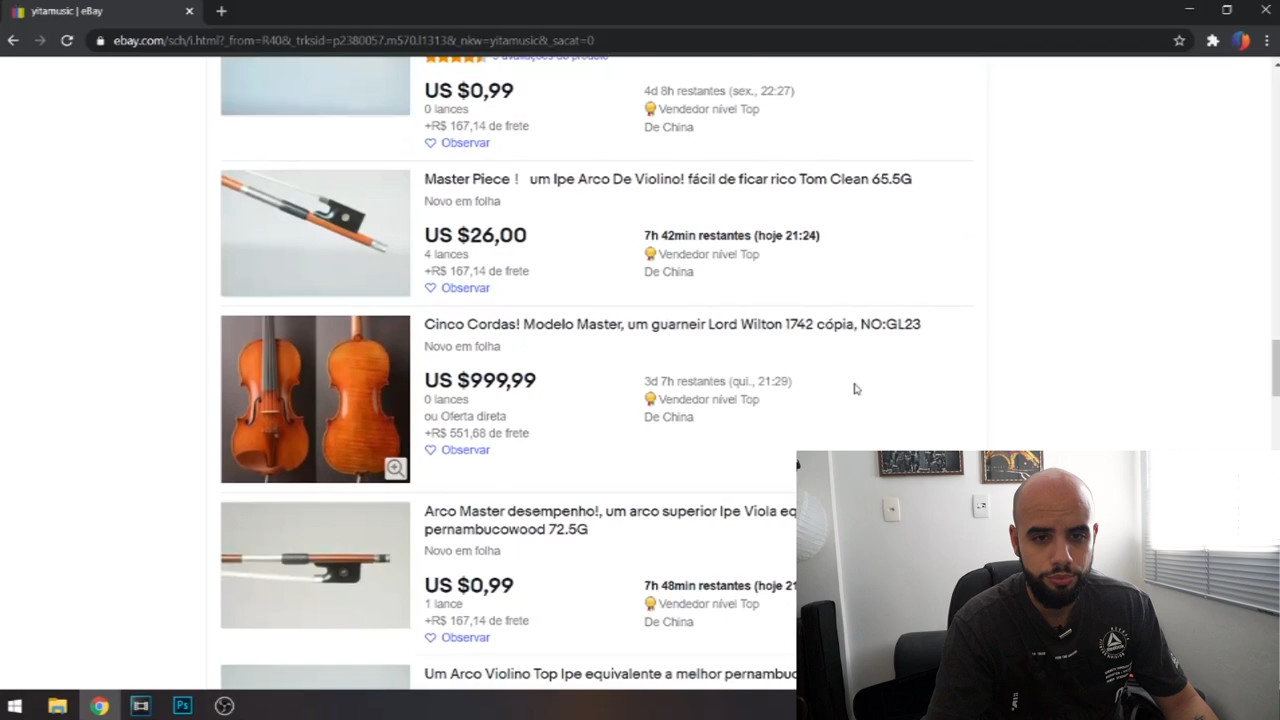 yitamusic | eBay
ebay.com/sch/i.html?_from=R40&_trksid=p2380057.m570.l1313&_nkw=yitamusic&_sacat=0
US $0,99
4d 8h restantes (sex., 22:27)
0 lances
Vendedor nível Top
+R$ 167,14 de frete
De China
Observar
Master Piece！ um Ipe Arco De Violino! fácil de ficar rico Tom Clean 65.5G
Novo em folha
US $26,00
7h 42min restantes (hoje 21:24)
4 lances
Vendedor nível Top
+R$ 167,14 de frete
De China
Observar
Cinco Cordas! Modelo Master, um guarneir Lord Wilton 1742 cópia, NO:GL23
Novo em folha
US $999,99
3d 7h restantes (qui., 21:29)
0 lances
Vendedor nível Top
ou Oferta direta
De China
+R$ 551,68 de frete
Observar
Arco Master desempenho!, um arco superior Ipe Viola eq
pernambucowood 72.5G
Novo em folha
US $0,99
7h 48min restantes (hoje 21
1 lance
Vendedor nível Top
+R$ 167,14 de frete
De China
Observar
Um Arco Violino Top Ipe equivalente a melhor pernambuc
Ps
Reebok